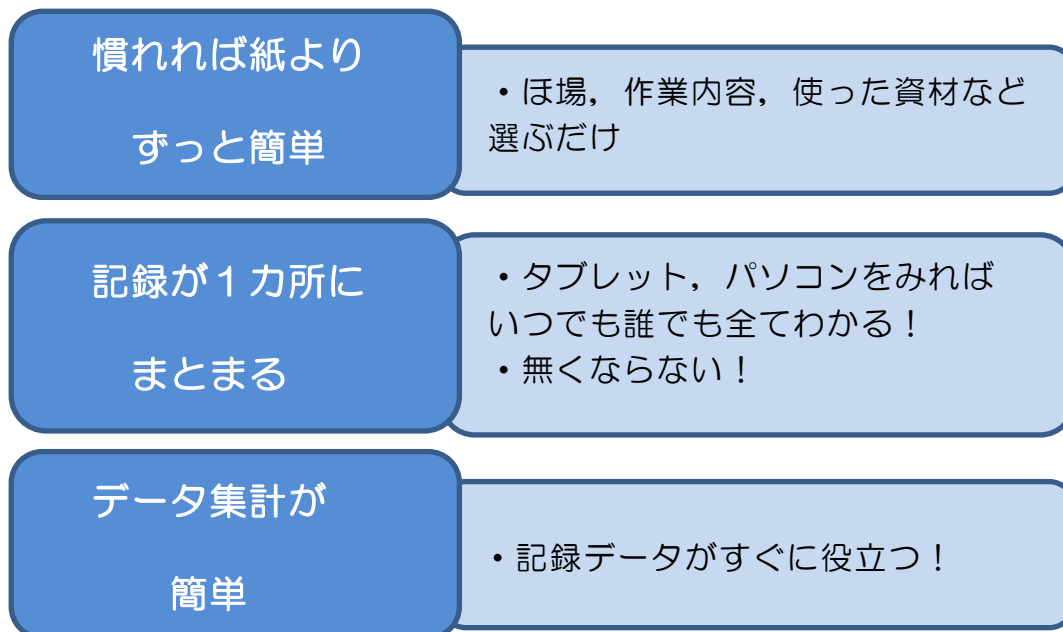 慣れれば紙より
ずっと簡単
・ほ場，作業内容，使った資材など
選ぶだけ
記録が１カ所に
まとまる
・タブレット，パソコンをみれば
いつでも誰でも全てわかる！
・無くならない！
データ集計が
簡単
・記録データがすぐに役立つ！